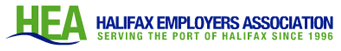 HEA
HALIFAX EMPLOYERS ASSOCIATION
SERVING THE PORT OF HALIFAX SINCE 1996